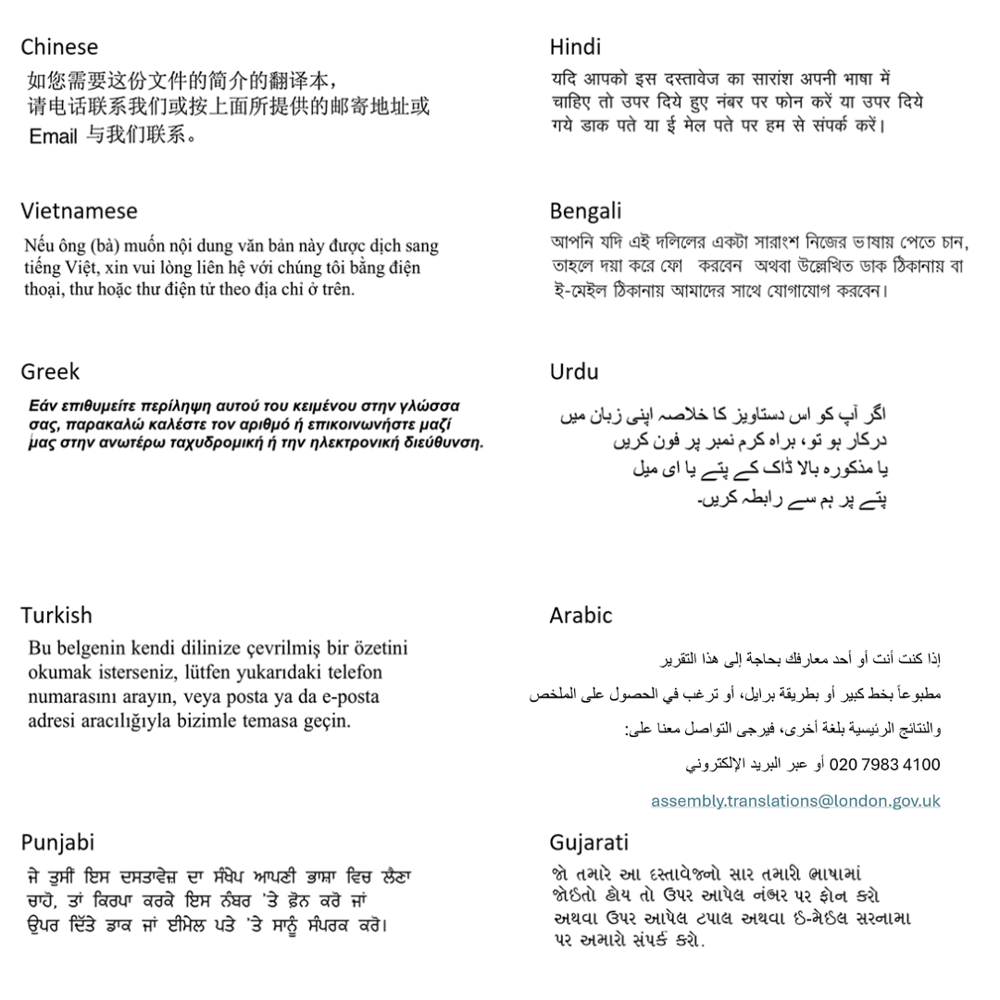 Chinese
如您需要这份文件的简介的翻译本，
请电话联系我们或按上面所提供的邮寄地址或
Email 与我们联系。
Hindi
यदि आपको इस दस्तावेज का सारांश अपनी भाषा में
चाहिए तो उपर दिये हुए नंबर पर फोन करें या उपर दिये
गये डाक पते या ई मेल पते पर हम से संपर्क करें।
Vietnamese
Nếu ông (bà) muốn nội dung văn bản này được dịch sang
tiếng Việt, xin vui lòng liên hệ với chúng tôi bằng điện
thoại, thư hoặc thư điện tử theo địa chỉ ở trên.
Bengali
আপনি যদি এই দলিলের একটা সারাংশ নিজের ভাষায় পেতে চান,
তাহলে দয়া করে ফো করবেন অথবা উল্লেখিত ডাক ঠিকানায় বা
ই-মেইল ঠিকানায় আমাদের সাথে যোগাযোগ করবেন।
Greek
Εάν επιθυμείτε περίληψη αυτού του κειμένου στην γλώσσα
σας, παρακαλώ καλέστε τον αριθμό ή επικοινωνήστε μαζί
μας στην ανωτέρω ταχυδρομική ή την ηλεκτρονική διεύθυνση.
Urdu
اگر آپ کو اس دستاویز کا خلاصہ اپنی زبان میں
درکار ہو تو، براہ کرم نمبر پر فون کریں
یا مذکورہ بالا ڈاک کے پتے یا ای میل
پتے پر ہم سے رابطہ کریں۔
Turkish
Bu belgenin kendi dilinize çevrilmiş bir özetini
okumak isterseniz, lütfen yukarıdaki telefon
numarasını arayın, veya posta ya da e-posta
adresi aracılığıyla bizimle temasa geçin.
Arabic
إذا كنت أنت أو أحد معارفك بحاجة إلى هذا التقرير
مطبوعاً بخط كبير أو بطريقة برايل، أو ترغب في الحصول على الملخص
والنتائج الرئيسية بلغة أخرى، فيرجى التواصل معنا على:
020 7983 4100 أو عبر البريد الإلكتروني
assembly.translations@london.gov.uk
Punjabi
ਜੇ ਤੁਸੀਂ ਇਸ ਦਸਤਾਵੇਜ਼ ਦਾ ਸੰਖੇਪ ਆਪਣੀ ਭਾਸ਼ਾ ਵਿਚ ਲੈਣਾ
ਚਾਹੋ, ਤਾਂ ਕਿਰਪਾ ਕਰਕੇ ਇਸ ਨੰਬਰ 'ਤੇ ਫ਼ੋਨ ਕਰੋ ਜਾਂ
ਉਪਰ ਦਿੱਤੇ ਡਾਕ ਜਾਂ ਈਮੇਲ ਪਤੇ 'ਤੇ ਸਾਨੂੰ ਸੰਪਰਕ ਕਰੋ।
Gujarati
જો તમારે આ દસ્તાવેજનો સાર તમારી ભાષામાં
જોઈતો હોય તો ઉપર આપેલ નંબર પર ફોન કરો
અથવા ઉપર આપેલ ટપાલ અથવા ઈ-મેઈલ સરનામા
પર અમારો સંપર્ક કરો.